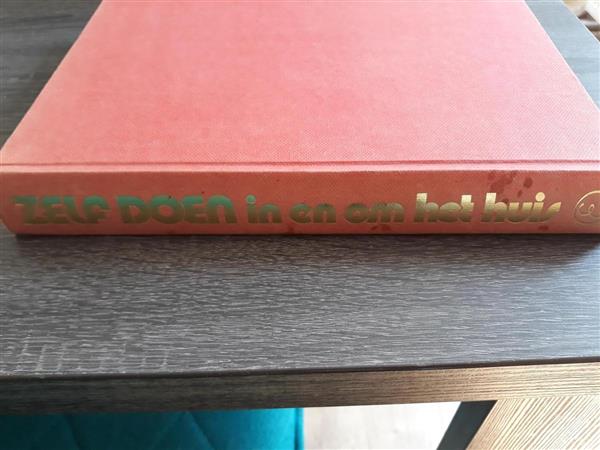 ZELF DOEN in en om het huis